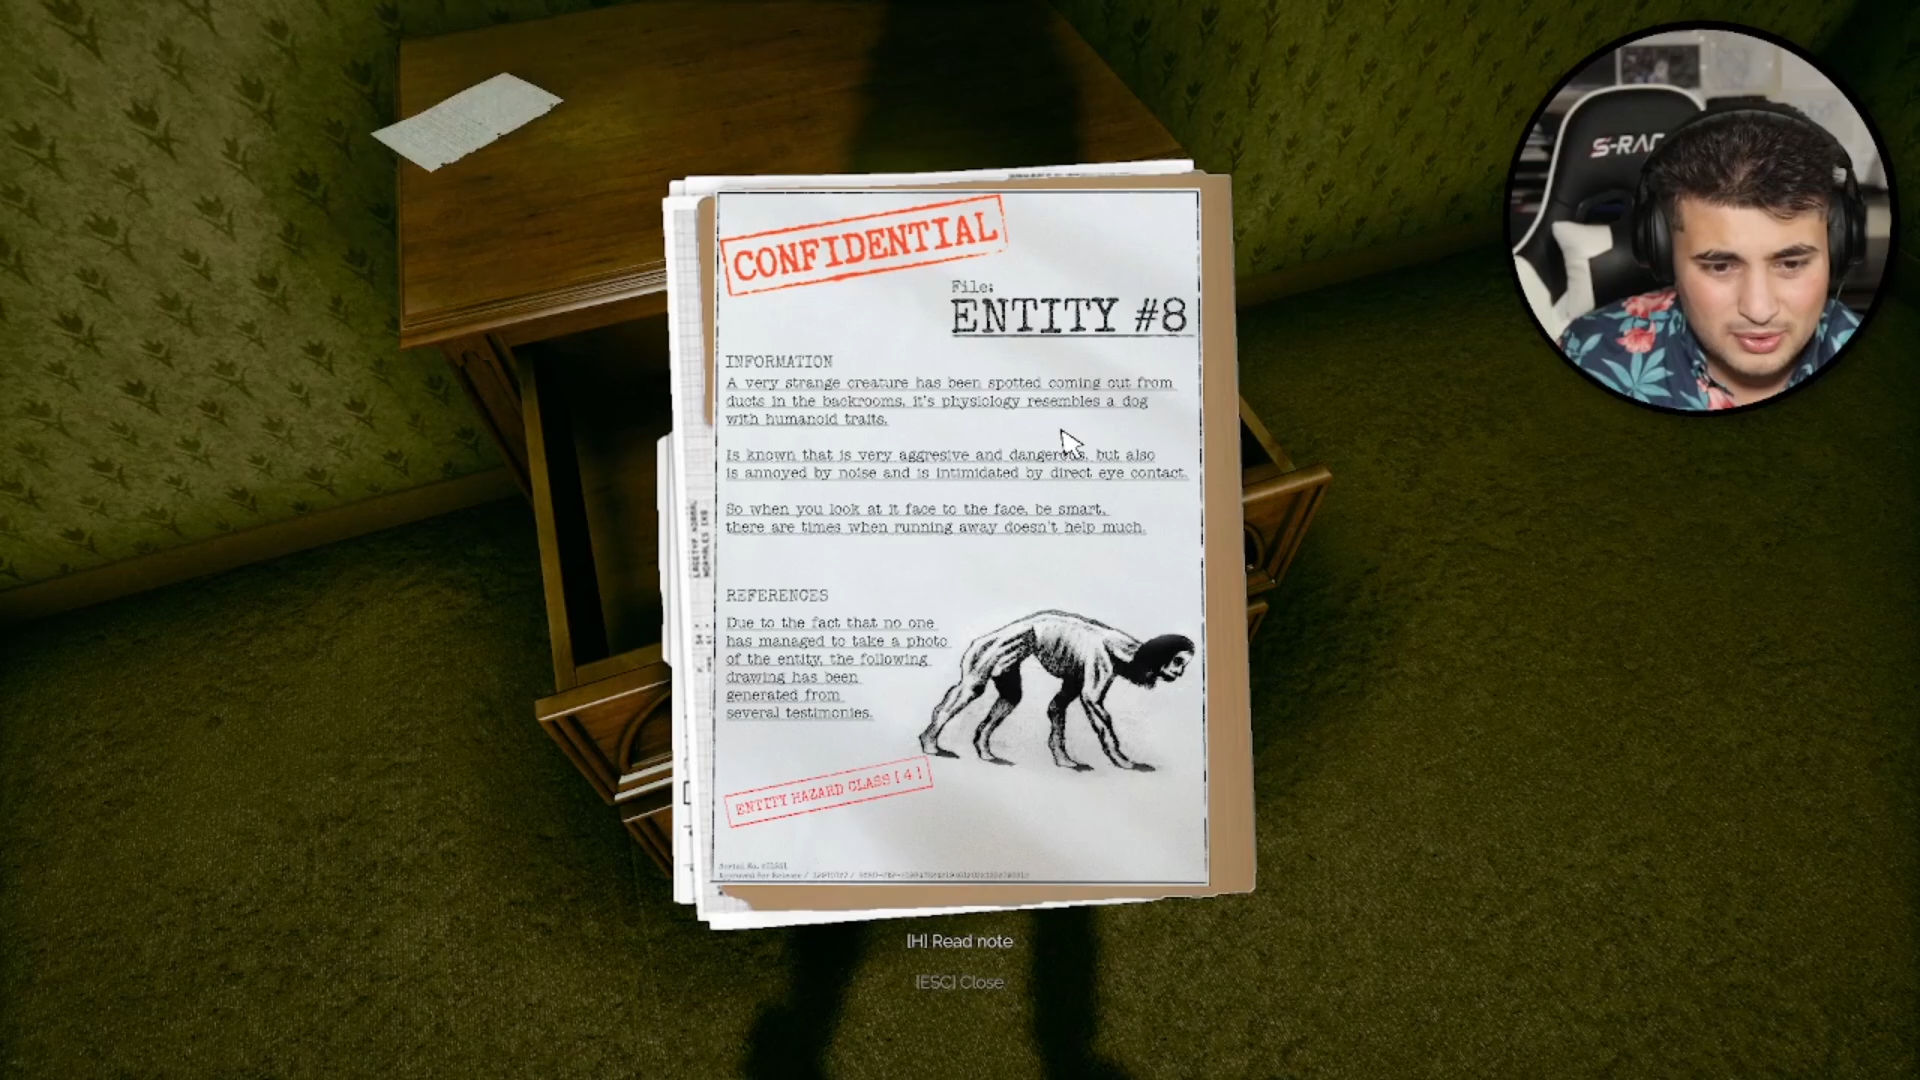 CONFIDENTIAL
File:
ENTITY #8
INFORMATION
A very strange creature has been spotted coming out from
ducts in the backrooms, it's physiology resembles a dog
with humanoid traits.
Is known that is very aggresive and dangerous, but also
is annoyed by noise and is intimidated by direct eye contact.
So when you look at it face to the face, be smart,
there are times when running away doesn't help much.
REFERENCES
Due to the fact that no one
has managed to take a photo
of the entity, the following
drawing has been
generated from
several testimonies.
ENTITY HAZARD CLASS [4]
Approved For Release /
[H] Read note
[ESC] Close
S-RAC